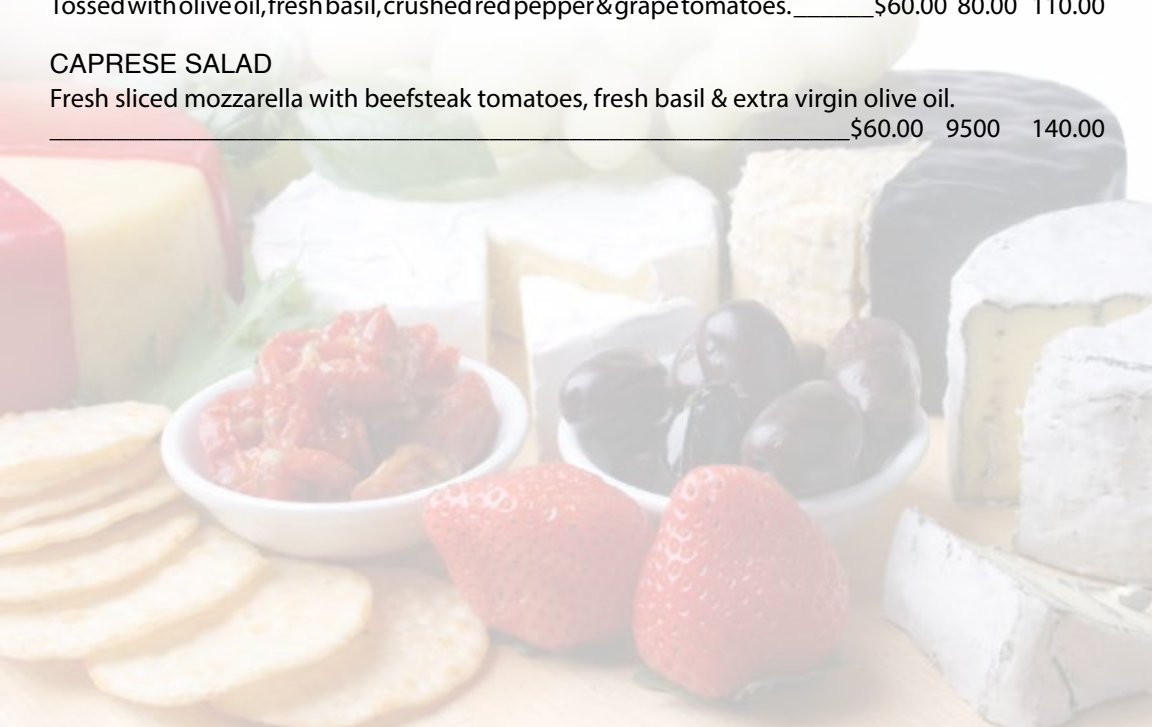 Tossed with olive oil, fresh basil, crushed red pepper & grape tomatoes.______$60.00 80.00 110.00
CAPRESE SALAD
Fresh sliced mozzarella with beefsteak tomatoes, fresh basil & extra virgin olive oil.
____________________________________________________________$60.00 9500 140.00